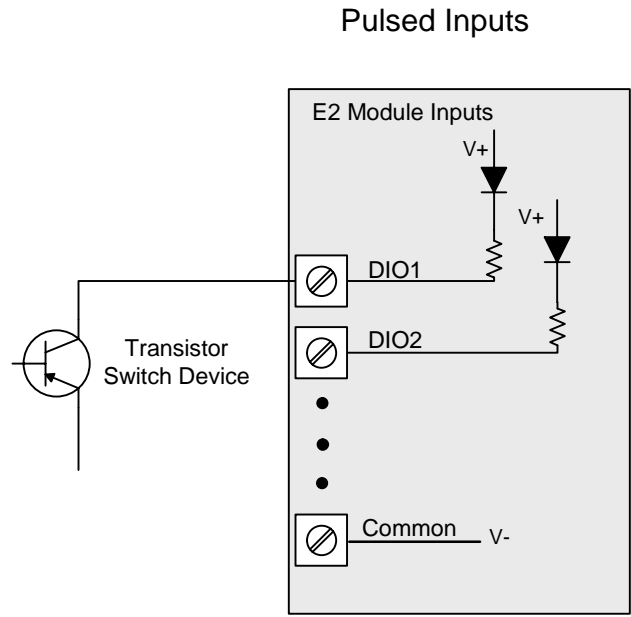 Pulsed Inputs
E2 Module Inputs
V+
V+
DIO1
DIO2
Transistor
Switch Device
Common
V-